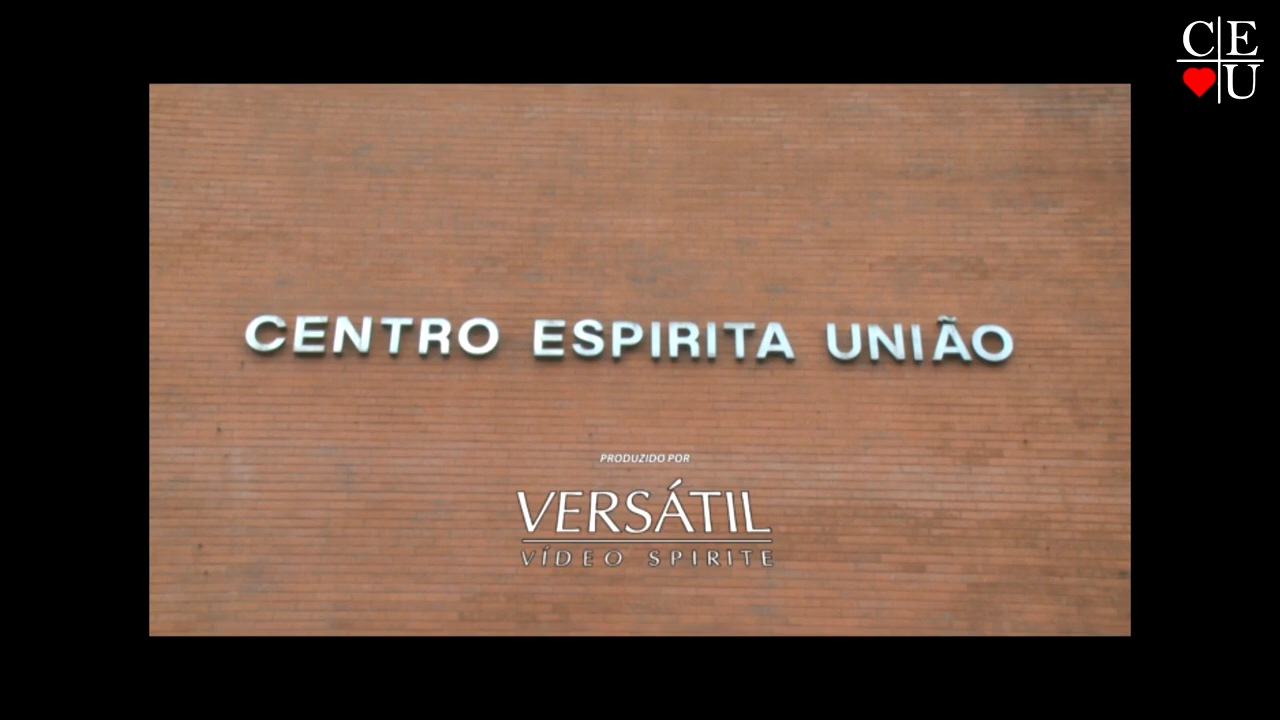 CE
U
CENTRO ESPIRITA UNIÃO
PRODUZIDO POR
VERSÁTIL
VÍDEO SPIRITE